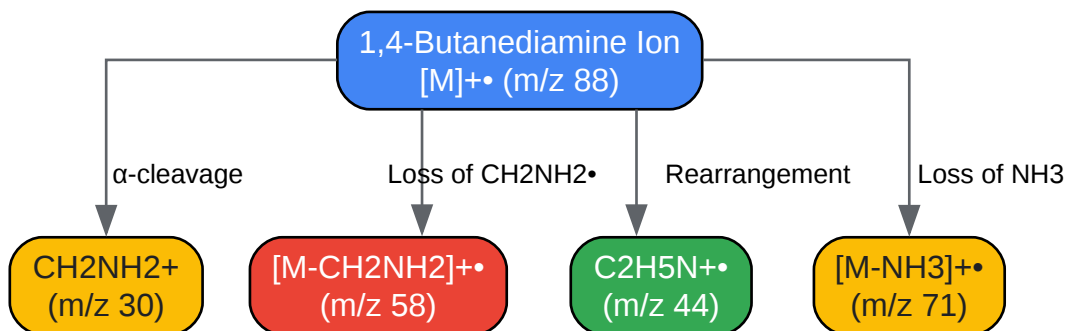 1,4-Butanediamine Ion
[M]+• (m/z 88)
α-cleavage
Loss of CH2NH2•
Rearrangement
Loss of NH3
CH2NH2+
(m/z 30)
[M-CH2NH2]+•
(m/z 58)
C2H5N+•
(m/z 44)
[M-NH3]+•
(m/z 71)